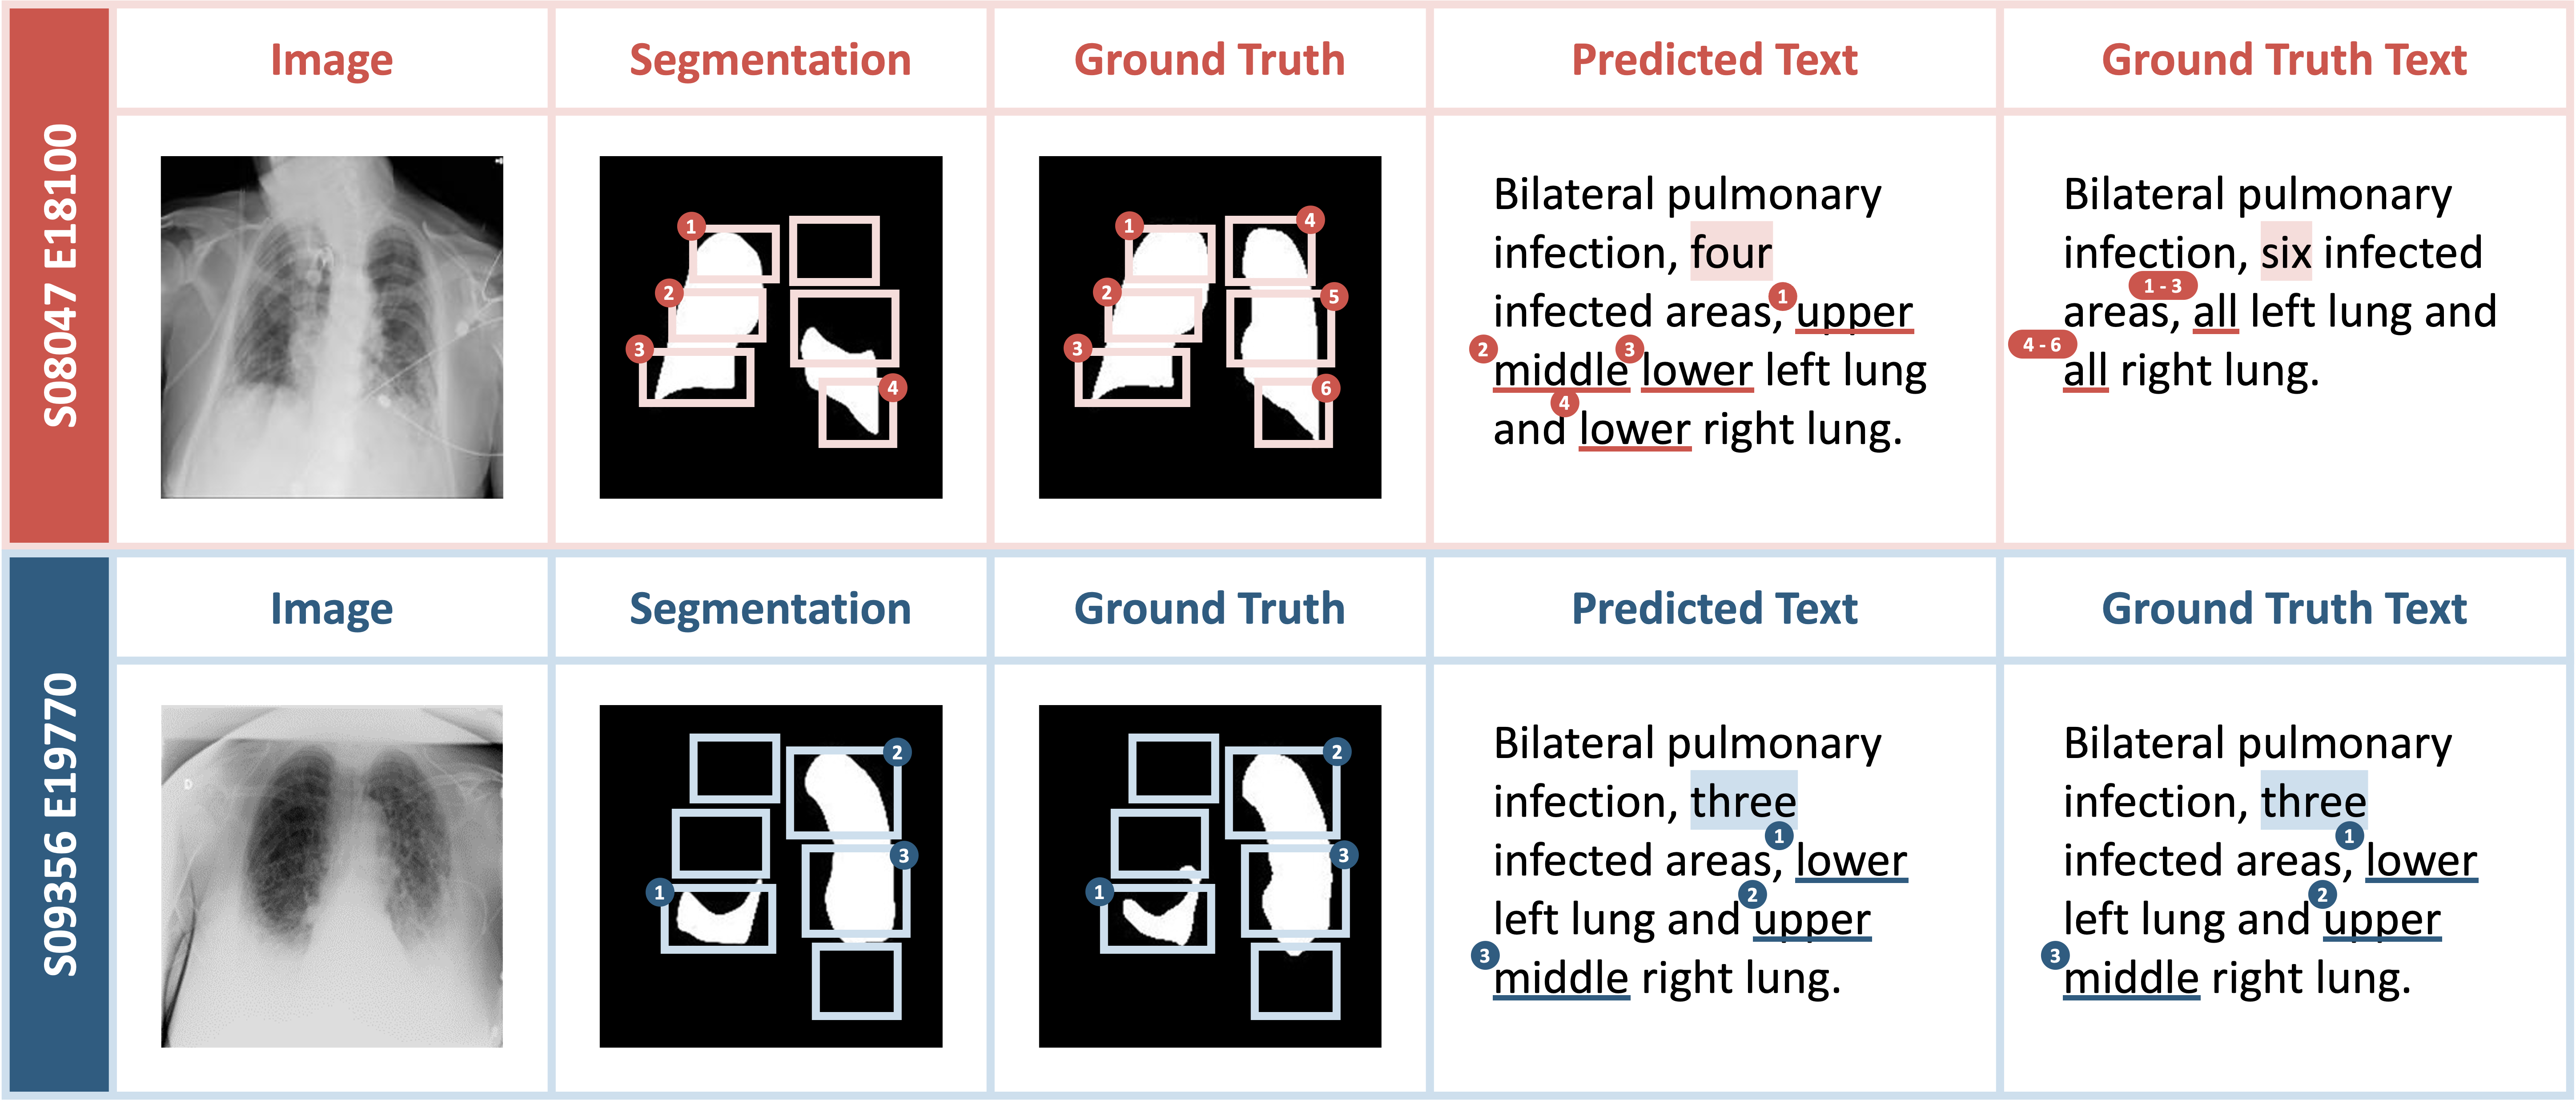 S08047 E18100
Image
Segmentation
Ground Truth
Predicted Text
Ground Truth Text
1
2
3
4
1
2
3
4
5
6
Bilateral pulmonary
infection, four
infected areas, 1 upper
2 middle 3 lower left lung
and 4 lower right lung.
Bilateral pulmonary
infection, six infected
areas, 1 - 3 all left lung and
4 - 6 all right lung.
S09356 E19770
Image
Segmentation
Ground Truth
Predicted Text
Ground Truth Text
D
2
3
1
2
3
1
Bilateral pulmonary
infection, three
infected areas, 1 lower
left lung and 2 upper
3 middle right lung.
Bilateral pulmonary
infection, three
infected areas, 1 lower
left lung and 2 upper
3 middle right lung.